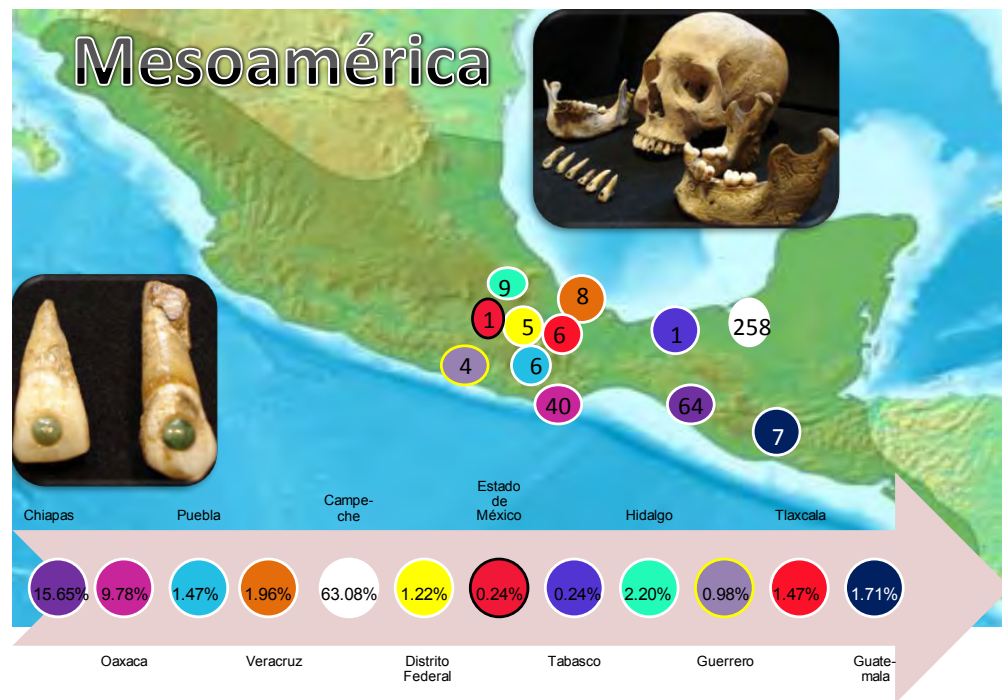 Mesoamérica
9
8
1
5
6
1
258
4
6
40
64
7
Chiapas
Puebla
Campe-
che
Estado
de
México
Hidalgo
Tlaxcala
15.65%
9.78%
1.47%
1.96%
63.08%
1.22%
0.24%
0.24%
2.20%
0.98%
1.47%
1.71%
Oaxaca
Veracruz
Distrito
Federal
Tabasco
Guerrero
Guate-
mala